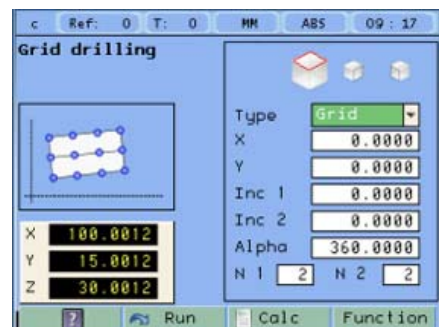 c Ref: 0 T: 0 MM ABS 09 : 17
Grid drilling
Type Grid
X 0.0000
Y 0.0000
Inc 1 0.0000
Inc 2 0.0000
Alpha 360.0000
N 1 2 N 2 2
X 100.0012
Y 15.0012
Z 30.0012
? Run Calc Function